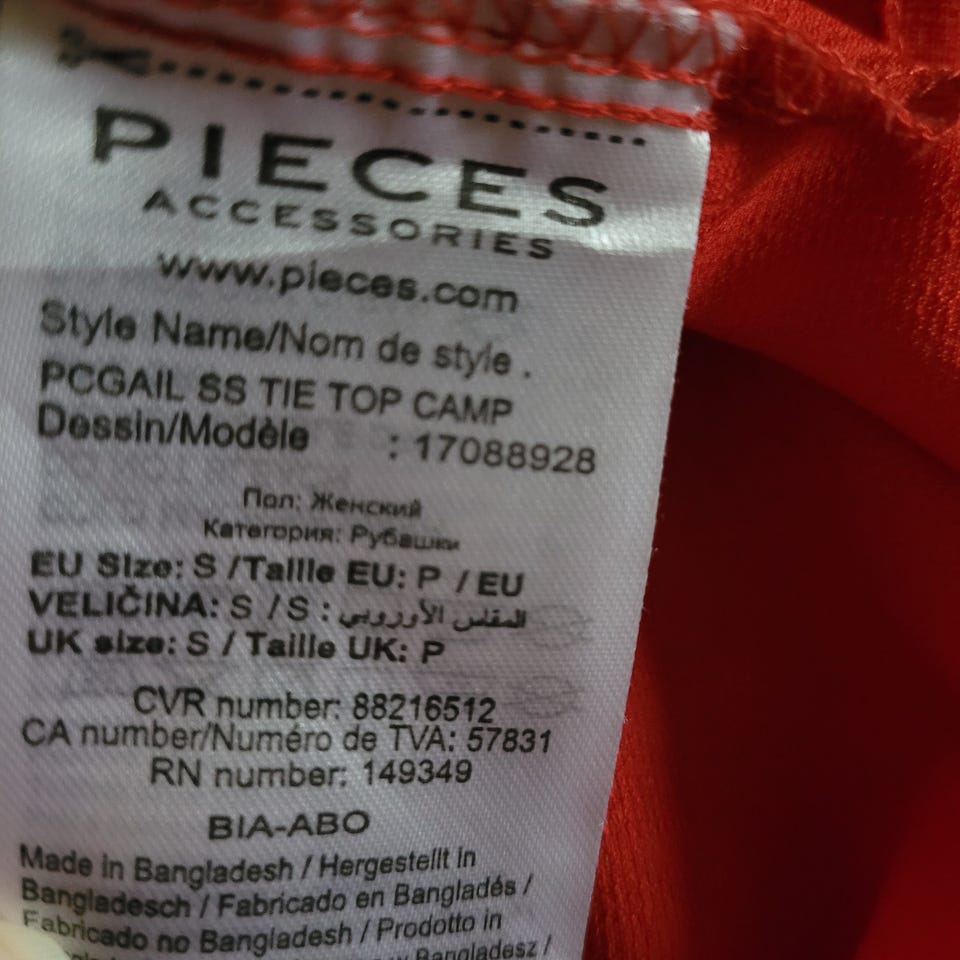 PIECES
ACCESSORIES
www.pieces.com
Style Name/Nom de style .
PCGAIL SS TIE TOP CAMP
Dessin/Modèle : 17088928
Пол: Женский
Категория: Рубашки
EU Size: S /Taille EU: P / EU
VELIČINA: S / S : المقاس الأوروبي
UK size: S / Taille UK: P
CVR number: 88216512
CA number/Numéro de TVA: 57831
RN number: 149349
BIA-ABO
Made in Bangladesh / Hergestellt in
Bangladesch / Fabricado en Bangladés /
Fabricado no Bangladesh / Prodotto in
Bangladesz /